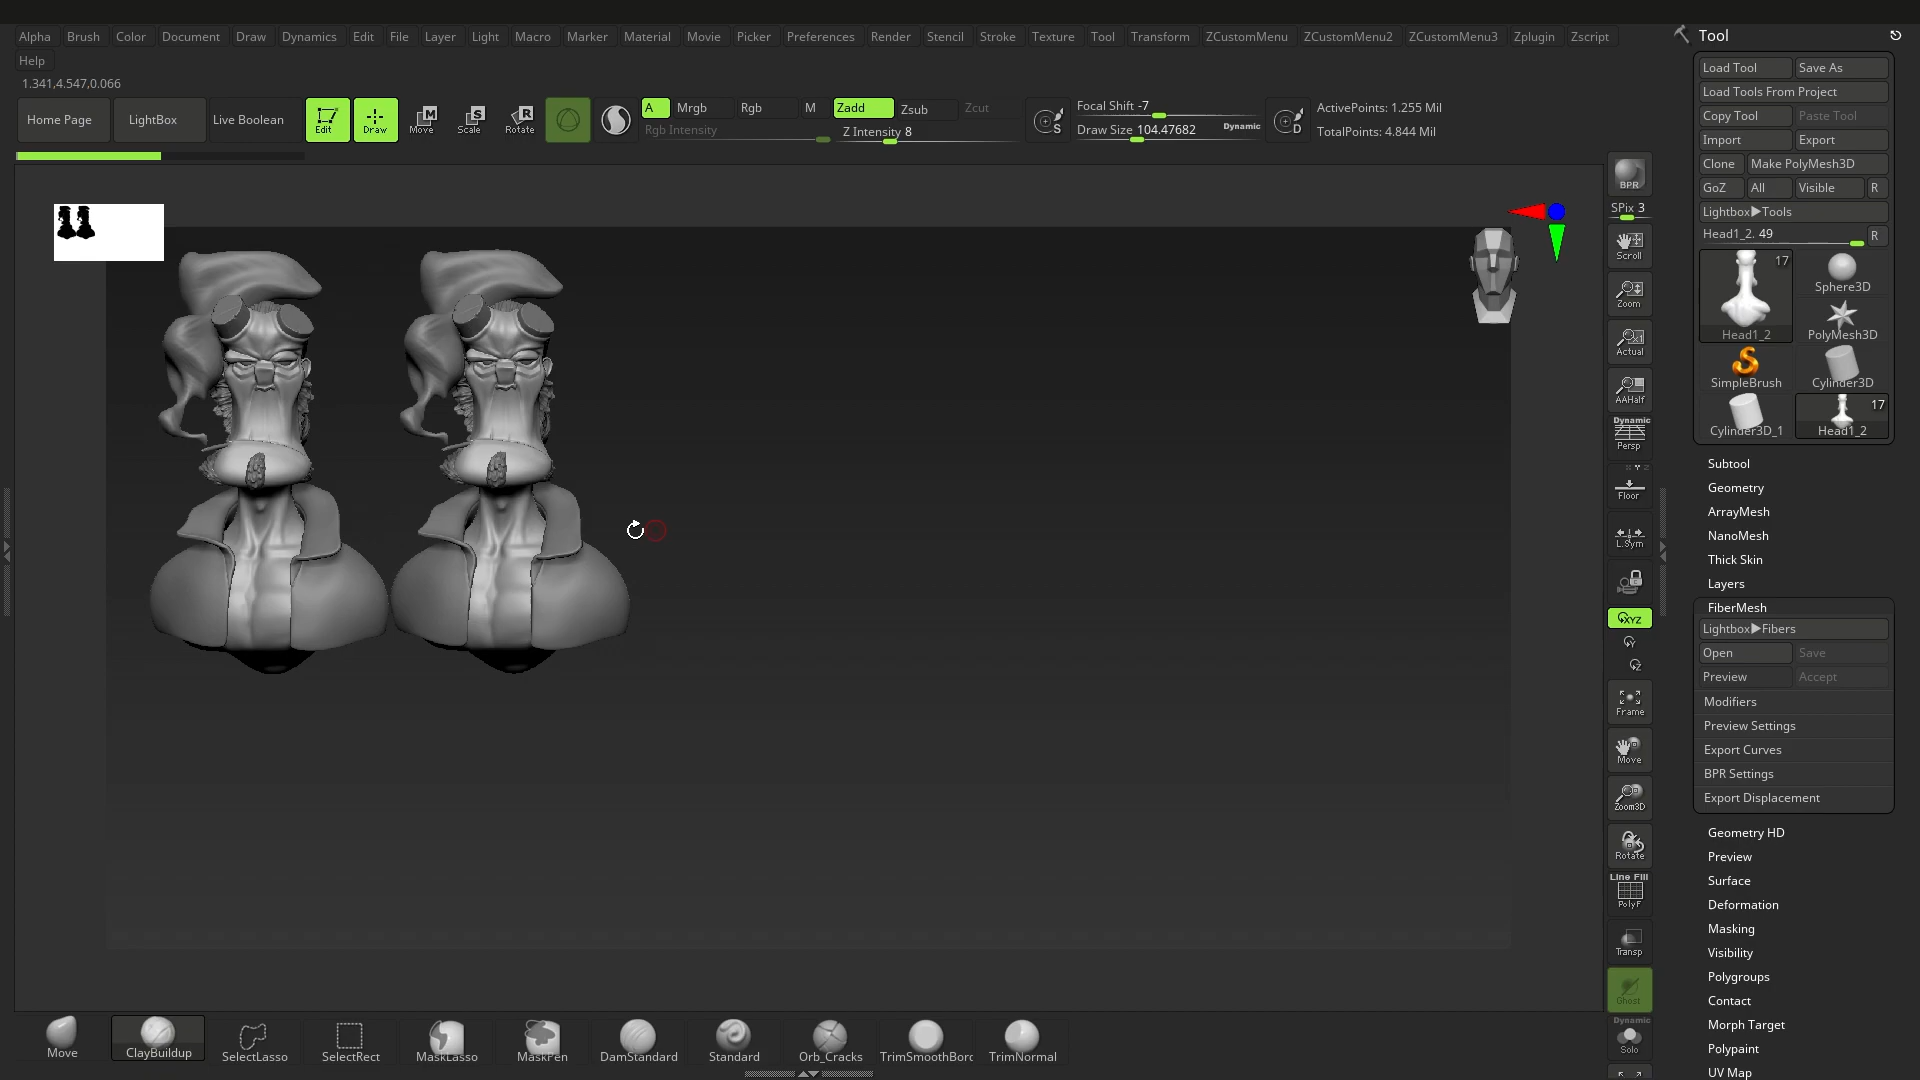 Alpha Brush Color Document Draw Dynamics Edit File Layer Light Macro Marker Material Movie Picker Preferences Render Stencil Stroke Texture Tool Transform ZCustomMenu ZCustomMenu2 ZCustomMenu3 Zplugin Zscript
Help
1.341,4.547,0.066
Home Page LightBox Live Boolean Edit Draw Move Scale Rotate
A Mrgb Rgb M Zadd Zsub Zcut
Rgb Intensity Z Intensity 8
Focal Shift -7
Draw Size 104.47682 Dynamic
ActivePoints: 1.255 Mil
TotalPoints: 4.844 Mil
BPR
SPix 3
Scroll
Zoom
Actual
AAHalf
Dynamic
Persp
Floor
L.Sym
XYZ
Y
Z
Frame
Move
Zoom3D
Rotate
Line Fill
PolyF
Transp
Ghost
Dynamic
Solo
Tool
Load Tool Save As
Load Tools From Project
Copy Tool Paste Tool
Import Export
Clone Make PolyMesh3D
GoZ All Visible R
Lightbox▶Tools
Head1_2. 49 R
17
Head1_2
Sphere3D
PolyMesh3D
SimpleBrush Cylinder3D
17
Cylinder3D_1 Head1_2
Subtool
Geometry
ArrayMesh
NanoMesh
Thick Skin
Layers
FiberMesh
Lightbox▶Fibers
Open Save
Preview Accept
Modifiers
Preview Settings
Export Curves
BPR Settings
Export Displacement
Geometry HD
Preview
Surface
Deformation
Masking
Visibility
Polygroups
Contact
Morph Target
Polypaint
UV Map
Move ClayBuildup SelectLasso SelectRect MaskLasso MaskPen DamStandard Standard Orb_Cracks TrimSmoothBorc TrimNormal